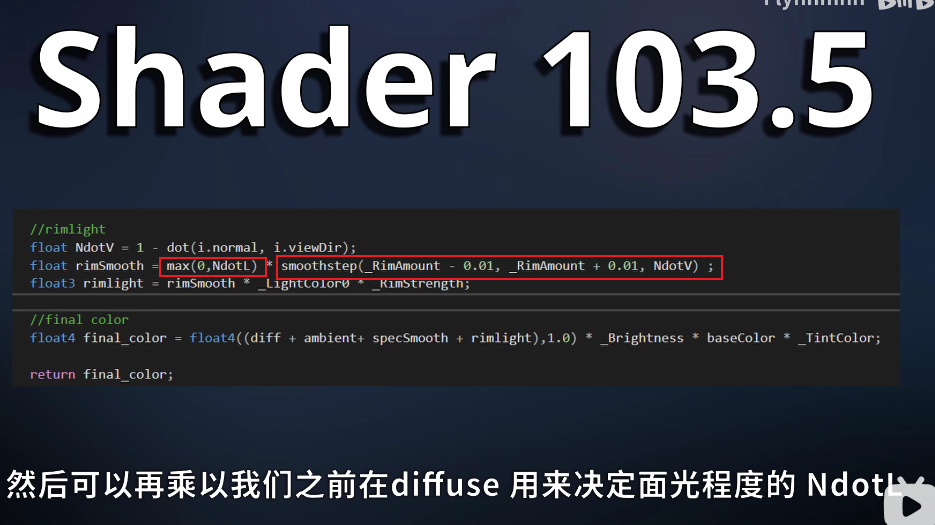 Shader 103.5
//rimlight
float NdotV = 1 - dot(i.normal, i.viewDir);
float rimSmooth = max(0,NdotL) * smoothstep(_RimAmount - 0.01, _RimAmount + 0.01, NdotV) ;
float3 rimlight = rimSmooth * _LightColor0 * _RimStrength;
//final color
float4 final_color = float4((diff + ambient+ specSmooth + rimlight),1.0) * _Brightness * baseColor * _TintColor;
return final_color;
然后可以再乘以我们之前在diffuse 用来决定面光程度的 NdotL